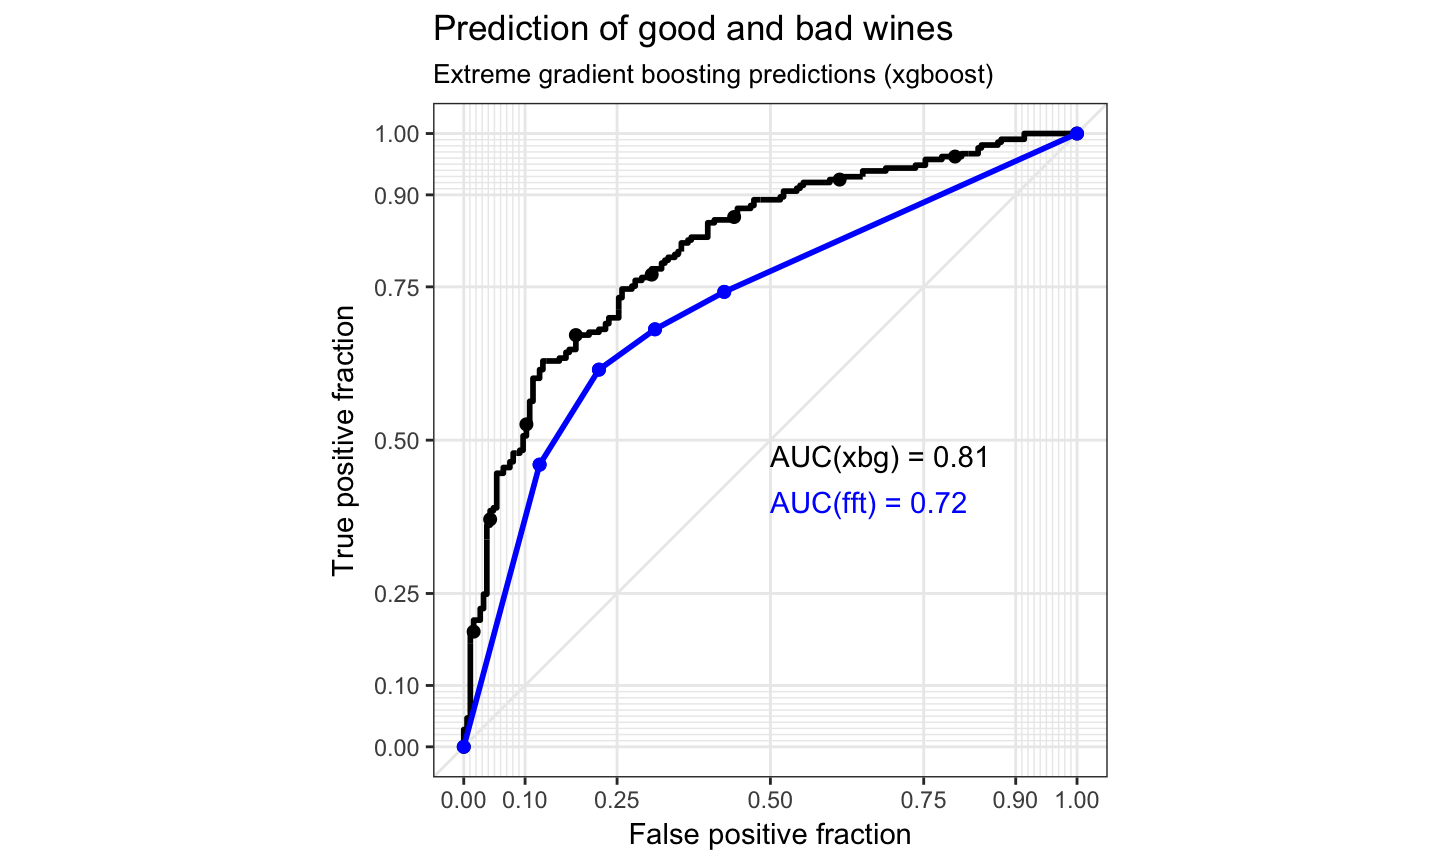 Prediction of good and bad wines
Extreme gradient boosting predictions (xgboost)
1.00
0.90
0.75
0.50
0.25
0.10
0.00
True positive fraction
AUC(xbg) = 0.81
AUC(fft) = 0.72
0.00 0.10 0.25 0.50 0.75 0.90 1.00
False positive fraction